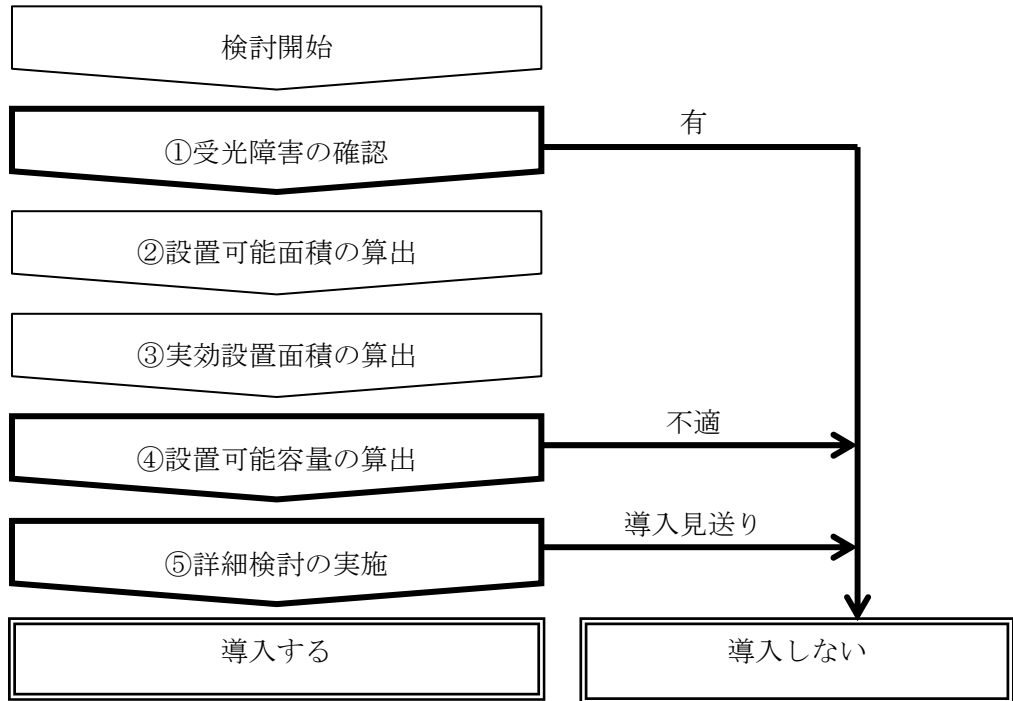 検討開始
有
①受光障害の確認
②設置可能面積の算出
③実効設置面積の算出
不適
④設置可能容量の算出
導入見送り
⑤詳細検討の実施
導入する
導入しない